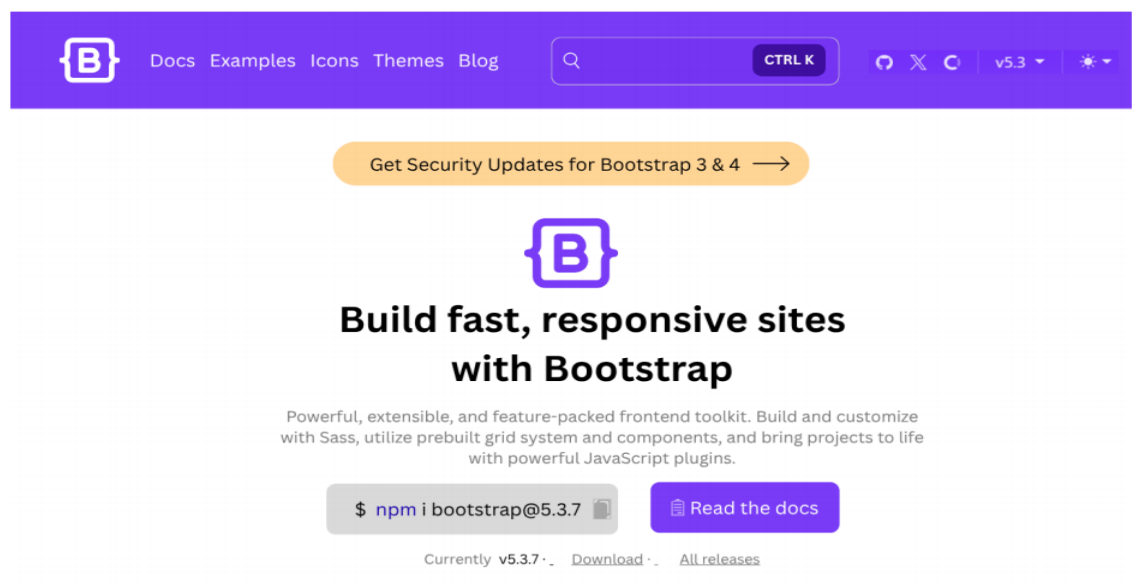 B Docs Examples Icons Themes Blog CTRL K v5.3
Get Security Updates for Bootstrap 3 & 4
B
Build fast, responsive sites
with Bootstrap
Powerful, extensible, and feature-packed frontend toolkit. Build and customize
with Sass, utilize prebuilt grid system and components, and bring projects to life
with powerful JavaScript plugins.
$ npm i bootstrap@5.3.7 Read the docs
Currently v5.3.7 · _ Download · _ All releases